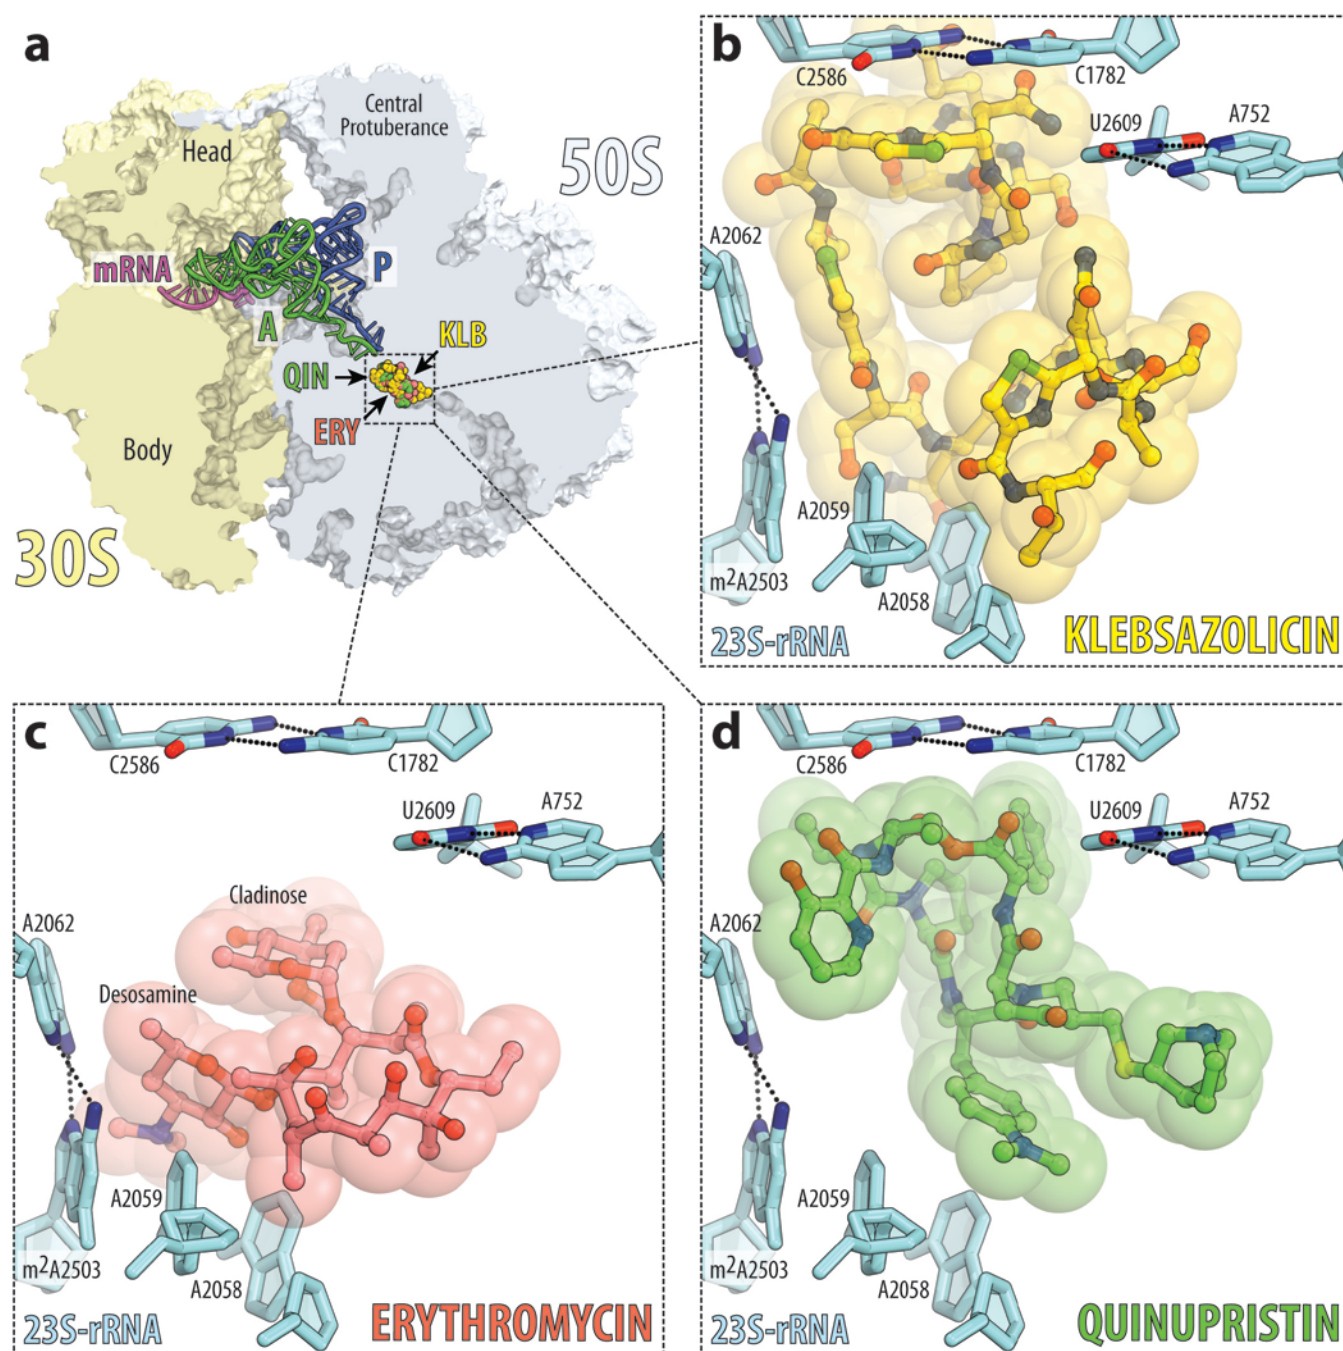 a
Head
Central
Protuberance
50S
mRNA
P
A
KLB
QIN
ERY
Body
30S
b
C2586
C1782
U2609
A752
A2062
A2059
A2058
m²A2503
23S-rRNA
KLEBSAZOLICIN
c
C2586
C1782
U2609
A752
A2062
Cladinose
Desosamine
A2059
m²A2503
A2058
23S-rRNA
ERYTHROMYCIN
d
C2586
C1782
U2609
A752
A2062
A2059
m²A2503
A2058
23S-rRNA
QUINUPRISTIN